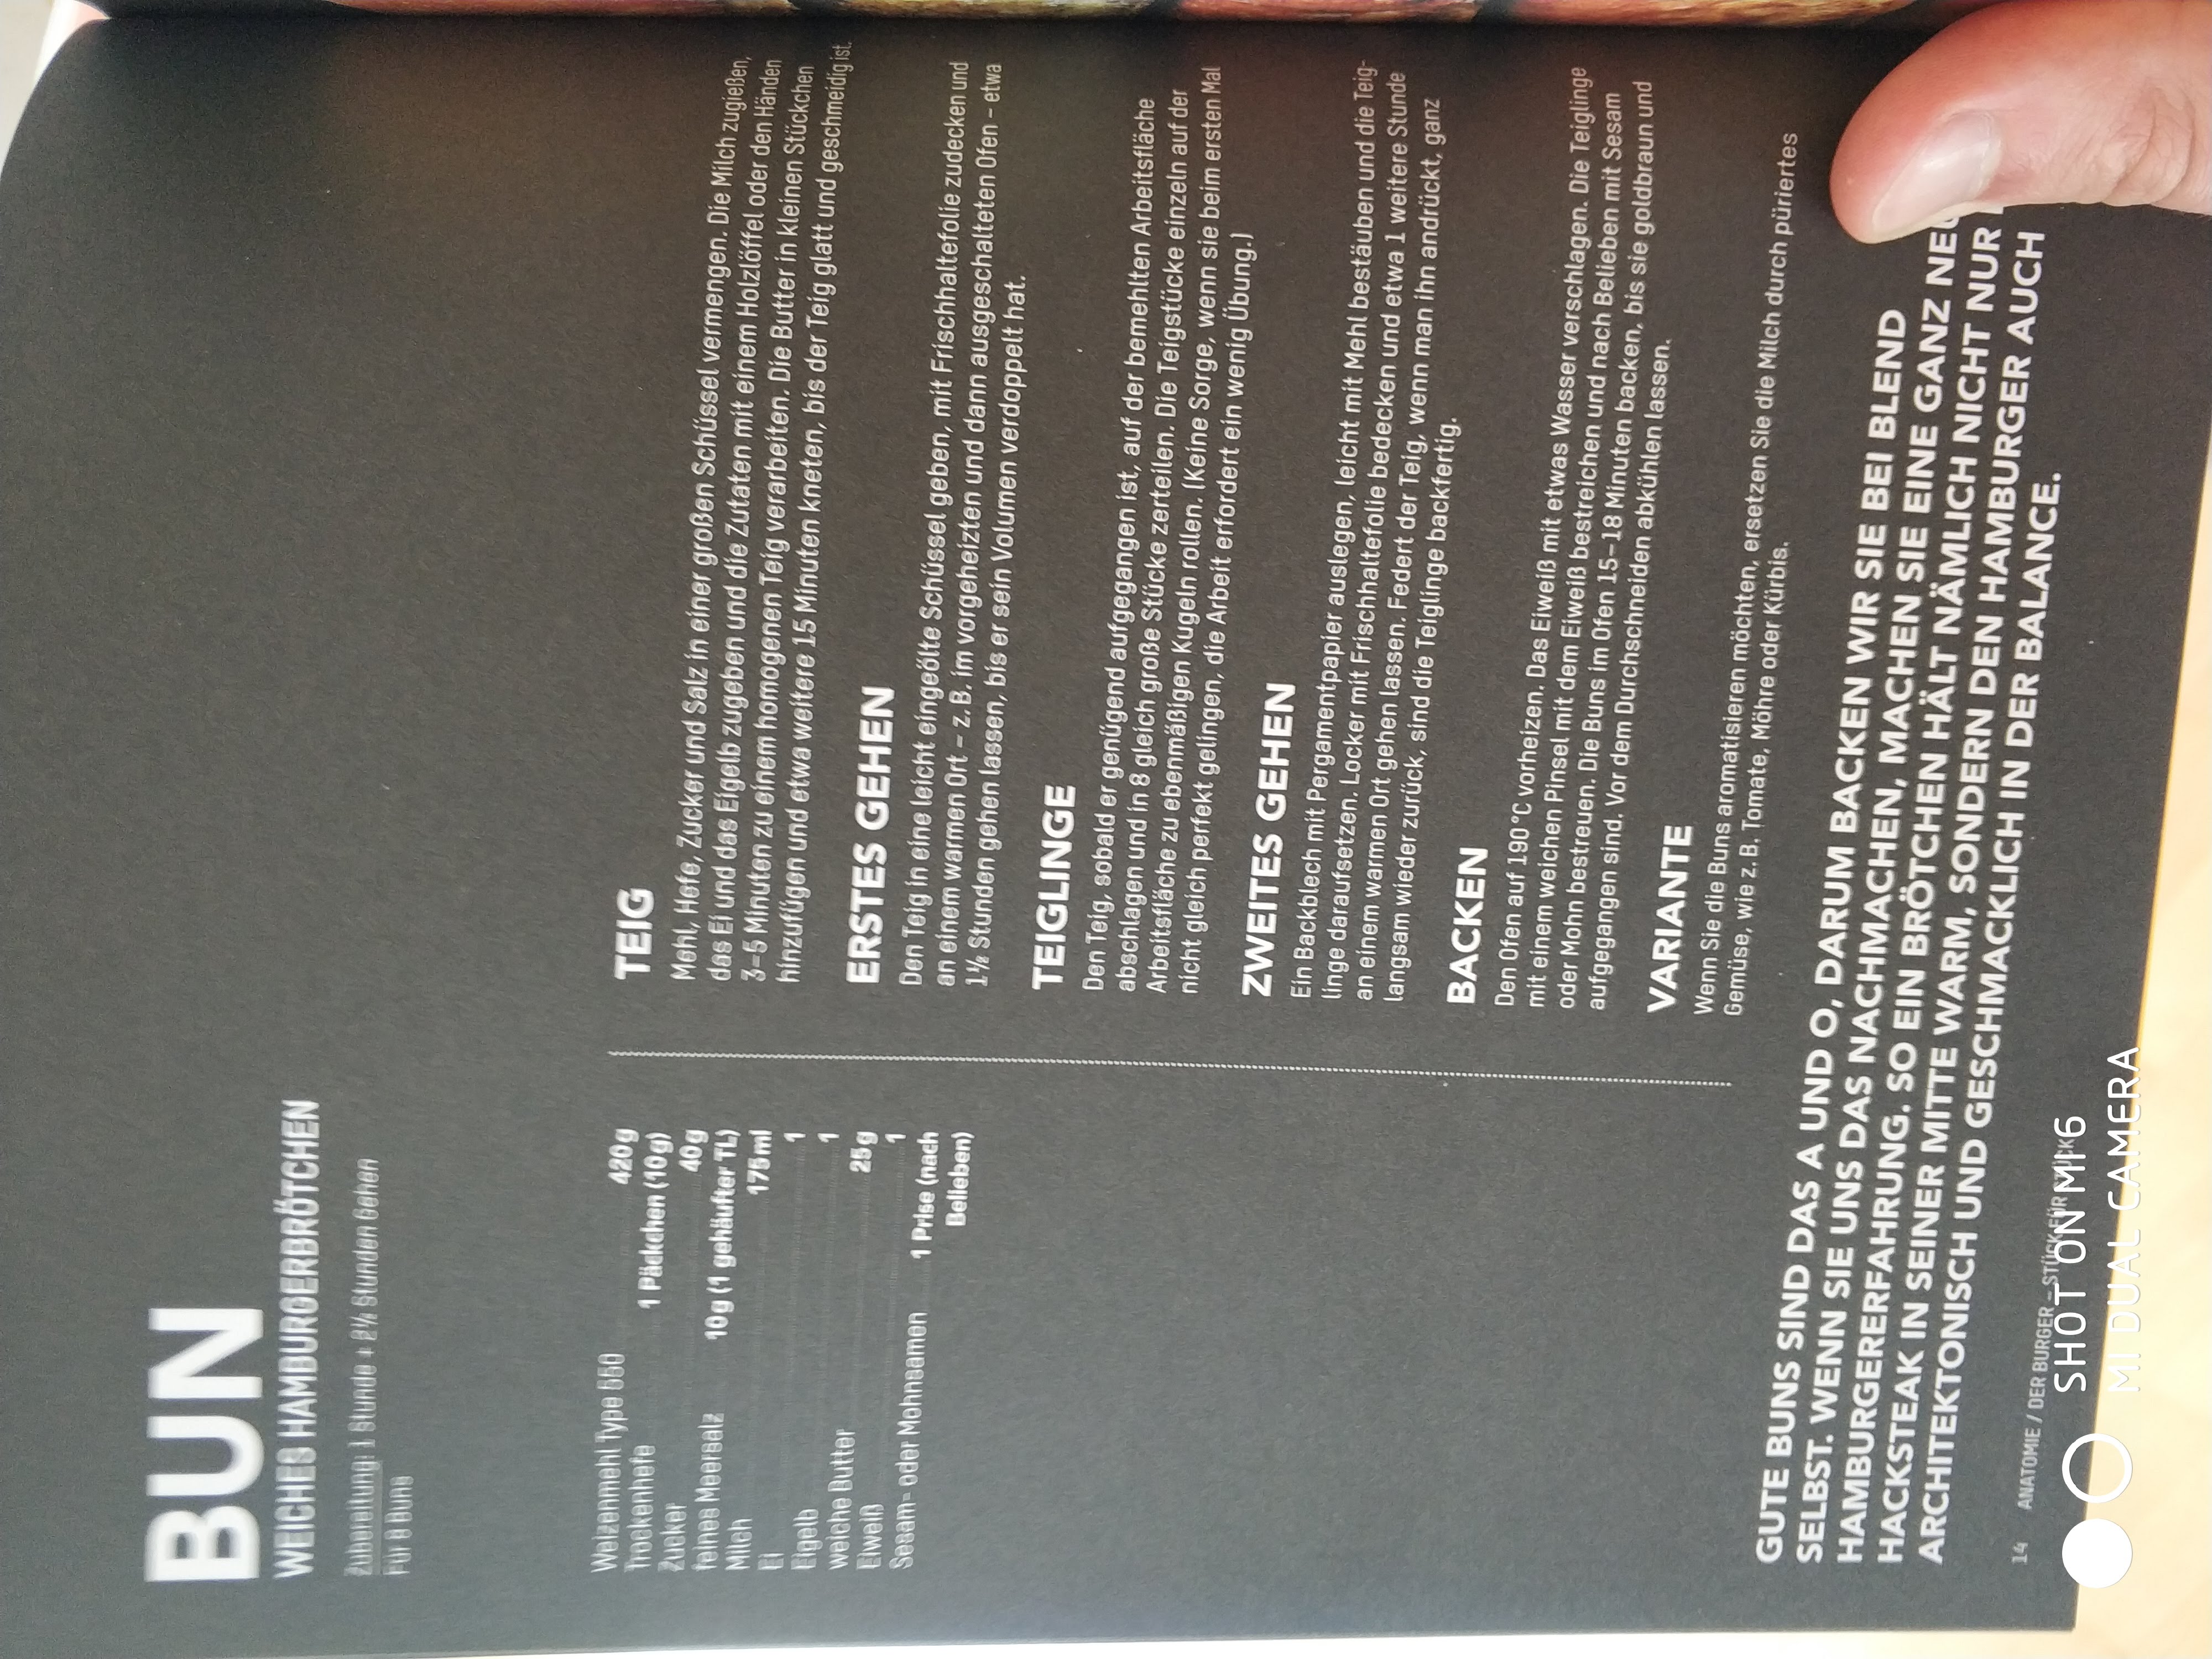 BUN
WEICHES HAMBURGERBRÖTCHEN
Zubereitung: 1 Stunde + 2½ Stunden Gehen
Für 8 Buns
Weizenmehl Type 550 420g
Trockenhefe 1 Päckchen (10g)
Zucker 40g
feines Meersalz 10g (1 gehäufter TL)
Milch 175ml
Ei 1
Eigelb 1
weiche Butter 25g
Eiweiß 1
Sesam- oder Mohnsamen 1 Prise (nach
Belieben)
TEIG
Mehl, Hefe, Zucker und Salz in einer großen Schüssel vermengen. Die Milch zugießen,
das Ei und das Eigelb zugeben und die Zutaten mit einem Holzlöffel oder den Händen
3–5 Minuten zu einem homogenen Teig verarbeiten. Die Butter in kleinen Stückchen
hinzufügen und etwa weitere 15 Minuten kneten, bis der Teig glatt und geschmeidig ist.
ERSTES GEHEN
Den Teig in eine leicht eingeölte Schüssel geben, mit Frischhaltefolie zudecken und
an einem warmen Ort – z. B. im vorgeheizten und dann ausgeschalteten Ofen – etwa
1½ Stunden gehen lassen, bis er sein Volumen verdoppelt hat.
TEIGLINGE
Den Teig, sobald er genügend aufgegangen ist, auf der bemehlten Arbeitsfläche
abschlagen und in 8 gleich große Stücke zerteilen. Die Teigstücke einzeln auf der
Arbeitsfläche zu ebenmäßigen Kugeln rollen. (Keine Sorge, wenn sie beim ersten Mal
nicht gleich perfekt gelingen, die Arbeit erfordert ein wenig Übung.)
ZWEITES GEHEN
Ein Backblech mit Pergamentpapier auslegen, leicht mit Mehl bestäuben und die Teig-
linge daraufsetzen. Locker mit Frischhaltefolie bedecken und etwa 1 weitere Stunde
an einem warmen Ort gehen lassen. Federt der Teig, wenn man ihn andrückt, ganz
langsam wieder zurück, sind die Teiglinge backfertig.
BACKEN
Den Ofen auf 190 °C vorheizen. Das Eiweiß mit etwas Wasser verschlagen. Die Teiglinge
mit einem weichen Pinsel mit dem Eiweiß bestreichen und nach Belieben mit Sesam
oder Mohn bestreuen. Die Buns im Ofen 15–18 Minuten backen, bis sie goldbraun und
aufgegangen sind. Vor dem Durchschneiden abkühlen lassen.
VARIANTE
Wenn Sie die Buns aromatisieren möchten, ersetzen Sie die Milch durch püriertes
Gemüse, wie z. B. Tomate, Möhre oder Kürbis.
GUTE BUNS SIND DAS A UND O, DARUM BACKEN WIR SIE BEI BLEND
SELBST. WENN SIE UNS DAS NACHMACHEN, MACHEN SIE EINE GANZ
HAMBURGERERFAHRUNG. SO EIN BRÖTCHEN HÄLT NÄMLICH NICHT NUR
HACKSTEAK IN SEINER MITTE WARM, SONDERN DEN HAMBURGER AUCH
ARCHITEKTONISCH UND GESCHMACKLICH IN DER BALANCE.
14 ANATOMIE / DER BURGER – STÜCK FÜR STÜCK
SHOT ON MI 6
MI DUAL CAMERA